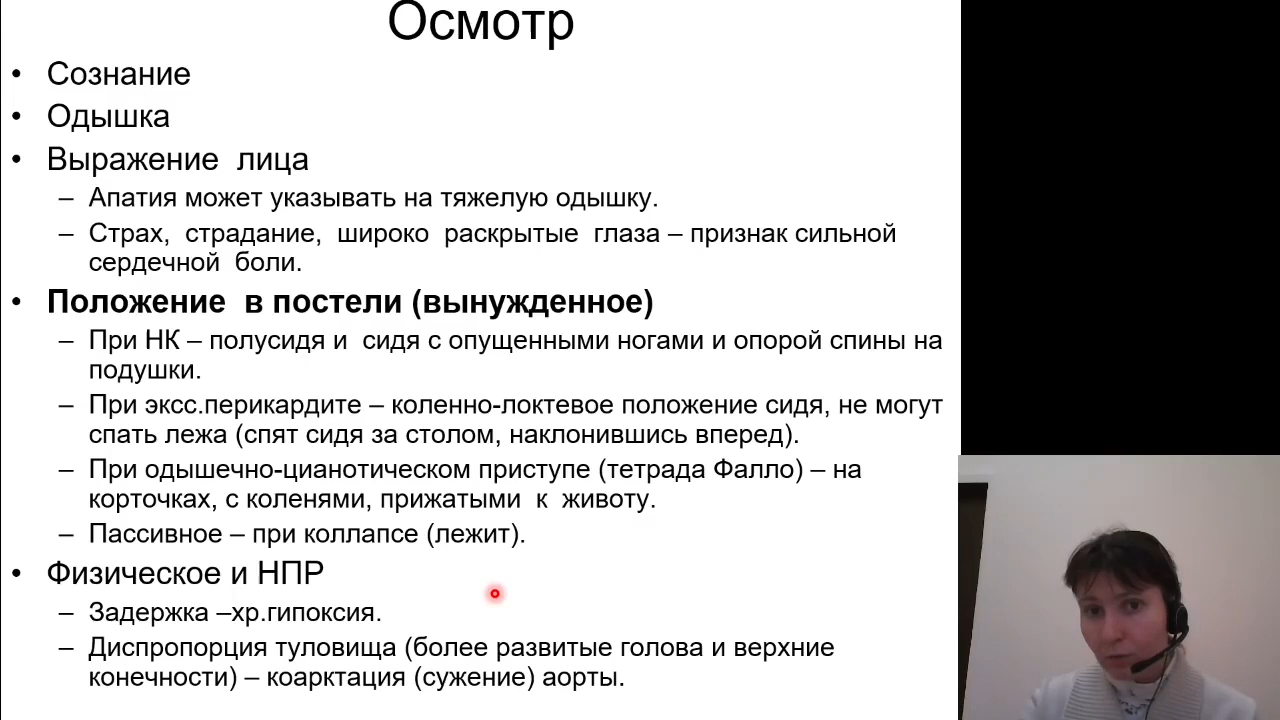 Осмотр
• Сознание
• Одышка
• Выражение лица
– Апатия может указывать на тяжелую одышку.
– Страх, страдание, широко раскрытые глаза – признак сильной
сердечной боли.
• Положение в постели (вынужденное)
– При НК – полусидя и сидя с опущенными ногами и опорой спины на
подушки.
– При эксс.перикардите – коленно-локтевое положение сидя, не могут
спать лежа (спят сидя за столом, наклонившись вперед).
– При одышечно-цианотическом приступе (тетрада Фалло) – на
корточках, с коленями, прижатыми к животу.
– Пассивное – при коллапсе (лежит).
• Физическое и НПР
– Задержка –хр.гипоксия.
– Диспропорция туловища (более развитые голова и верхние
конечности) – коарктация (сужение) аорты.